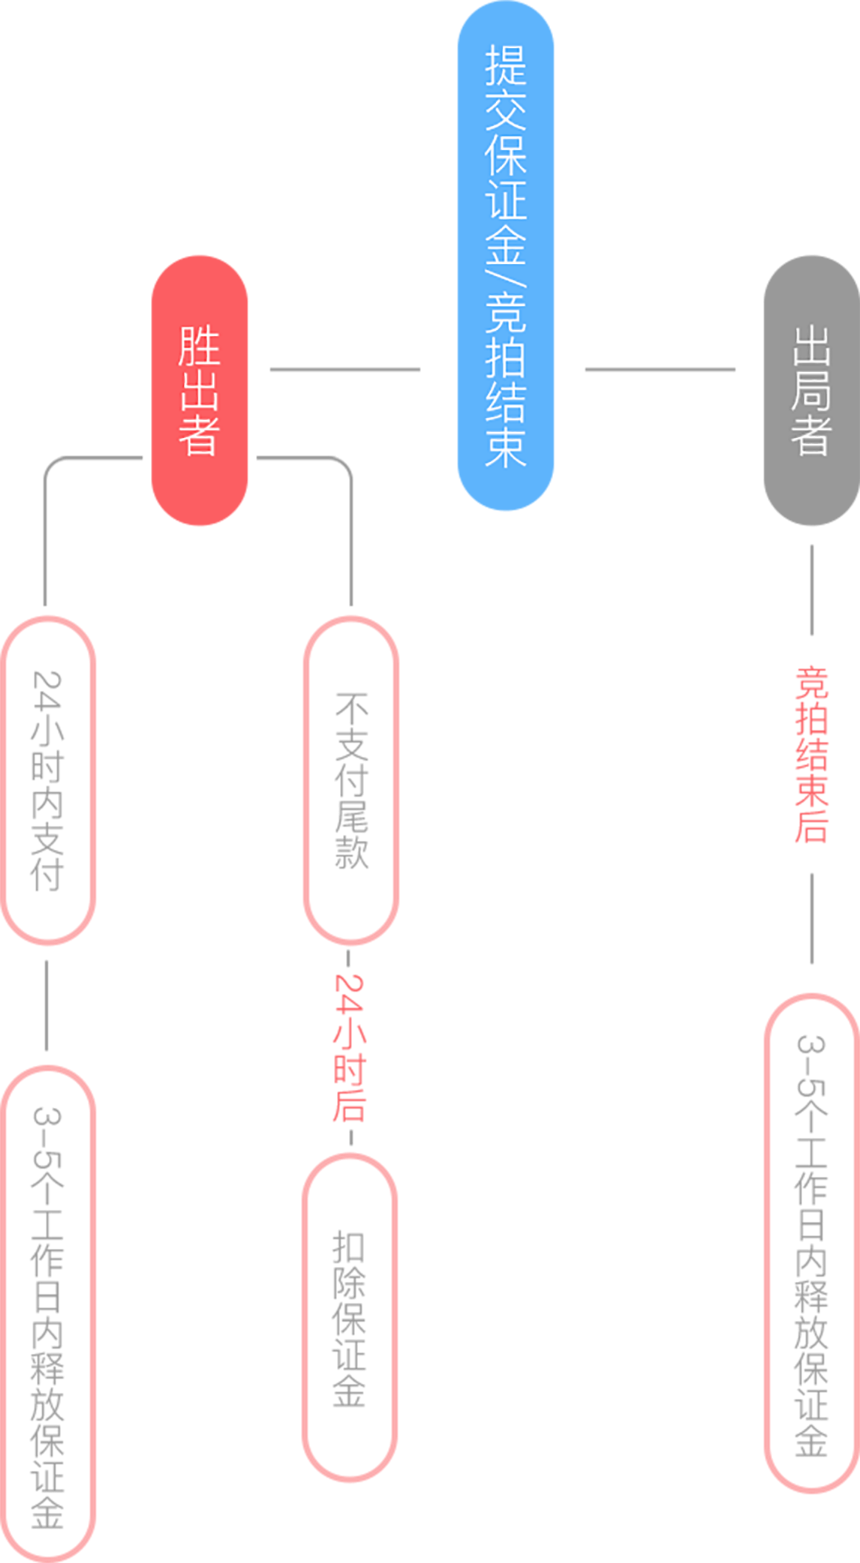 提交保证金/竞拍结束
胜出者
出局者
24小时内支付
不支付尾款
竞拍结束后
24小时后
3-5个工作日内释放保证金
扣除保证金
3-5个工作日内释放保证金